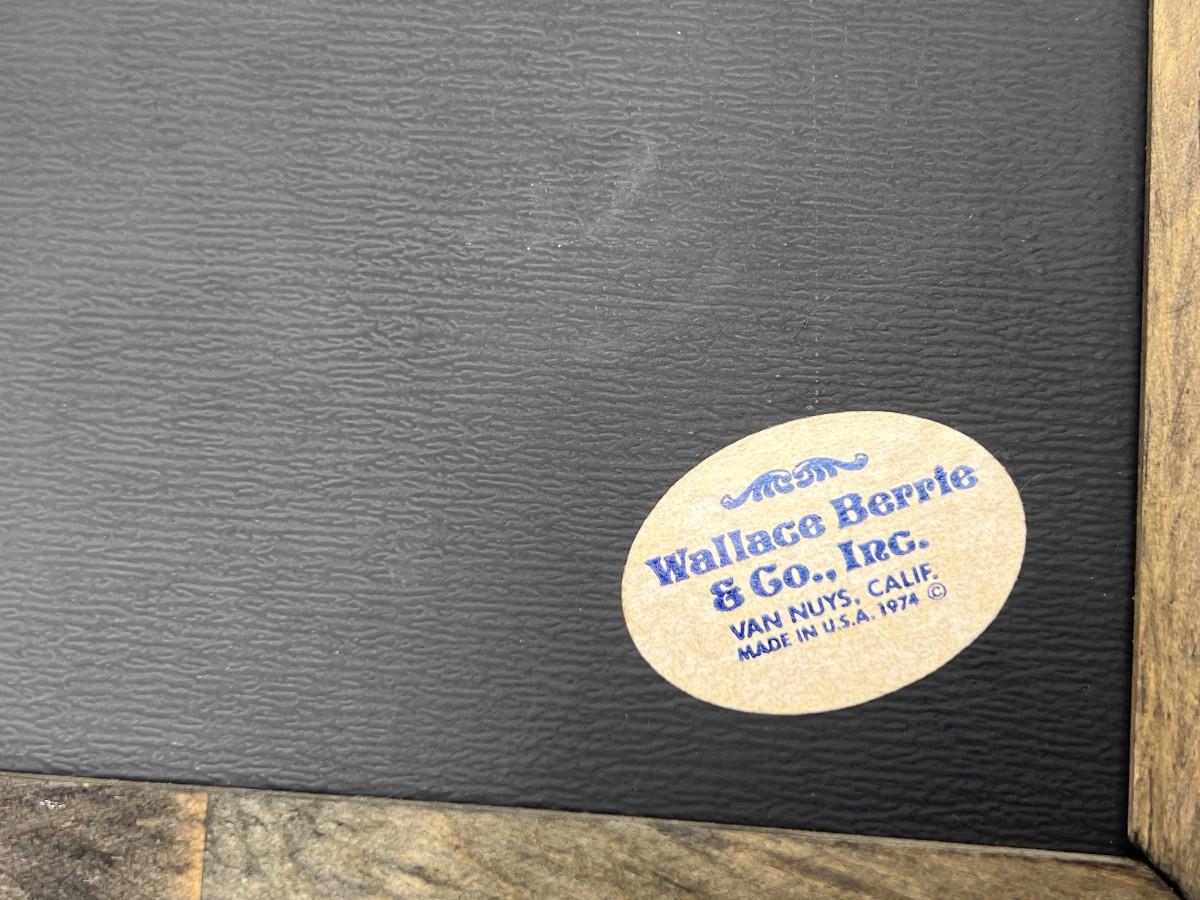 Wallace Berrie
& Co., Inc.
VAN NUYS, CALIF.
MADE IN U.S.A. 1974 ©